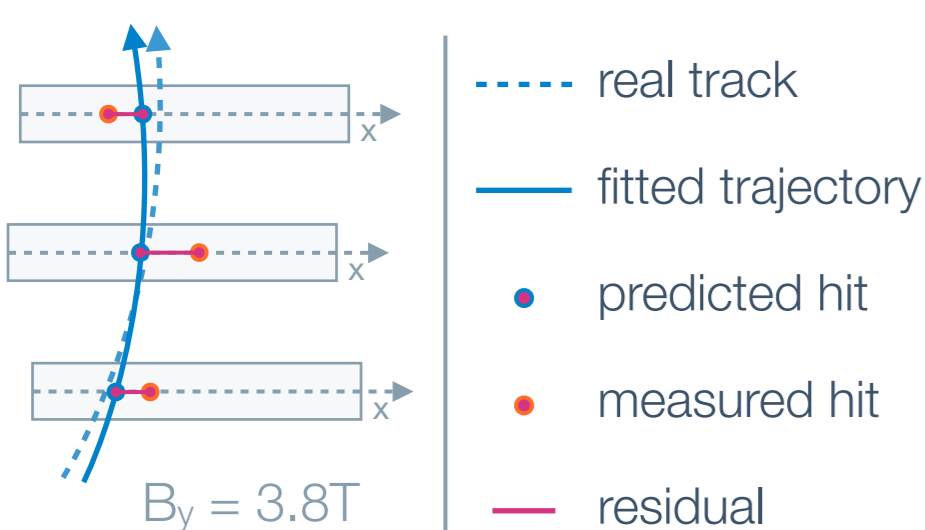 x
x
x
B_y = 3.8T
real track
fitted trajectory
predicted hit
measured hit
residual